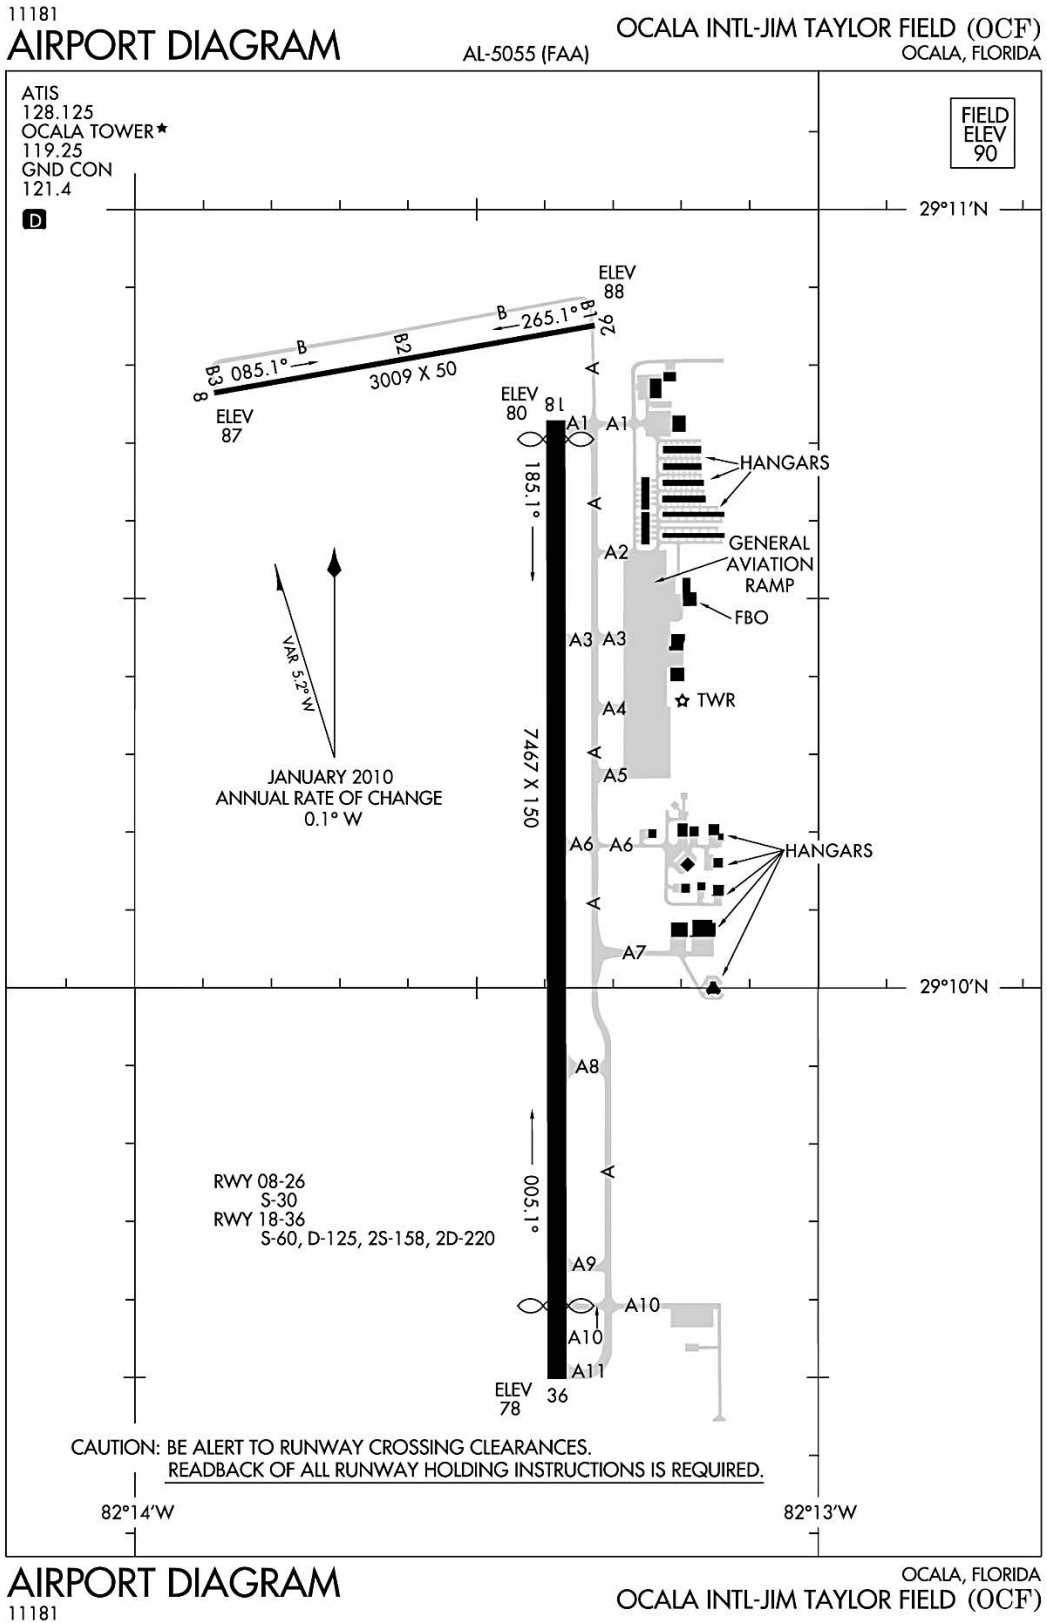 11181
AIRPORT DIAGRAM
AL-5055 (FAA)
OCALA INTL-JIM TAYLOR FIELD (OCF)
OCALA, FLORIDA
ATIS
128.125
OCALA TOWER★
119.25
GND CON
121.4
D
FIELD
ELEV
90
29°11'N
ELEV
88
B1
26
265.1°
B
B
B2
B3
085.1°
8
3009 X 50
ELEV
87
ELEV
80
18
A
A1
A1
185.1°
HANGARS
A
A2
GENERAL
AVIATION
RAMP
FBO
A3
A3
VAR 5.2° W
TWR
A4
7467 X 150
A
A5
JANUARY 2010
ANNUAL RATE OF CHANGE
0.1° W
A6
A6
HANGARS
A
A7
29°10'N
A8
005.1°
A
RWY 08-26
S-30
RWY 18-36
S-60, D-125, 2S-158, 2D-220
A9
A10
A10
A11
ELEV
78
36
CAUTION: BE ALERT TO RUNWAY CROSSING CLEARANCES.
READBACK OF ALL RUNWAY HOLDING INSTRUCTIONS IS REQUIRED.
82°14'W
82°13'W
AIRPORT DIAGRAM
11181
OCALA, FLORIDA
OCALA INTL-JIM TAYLOR FIELD (OCF)